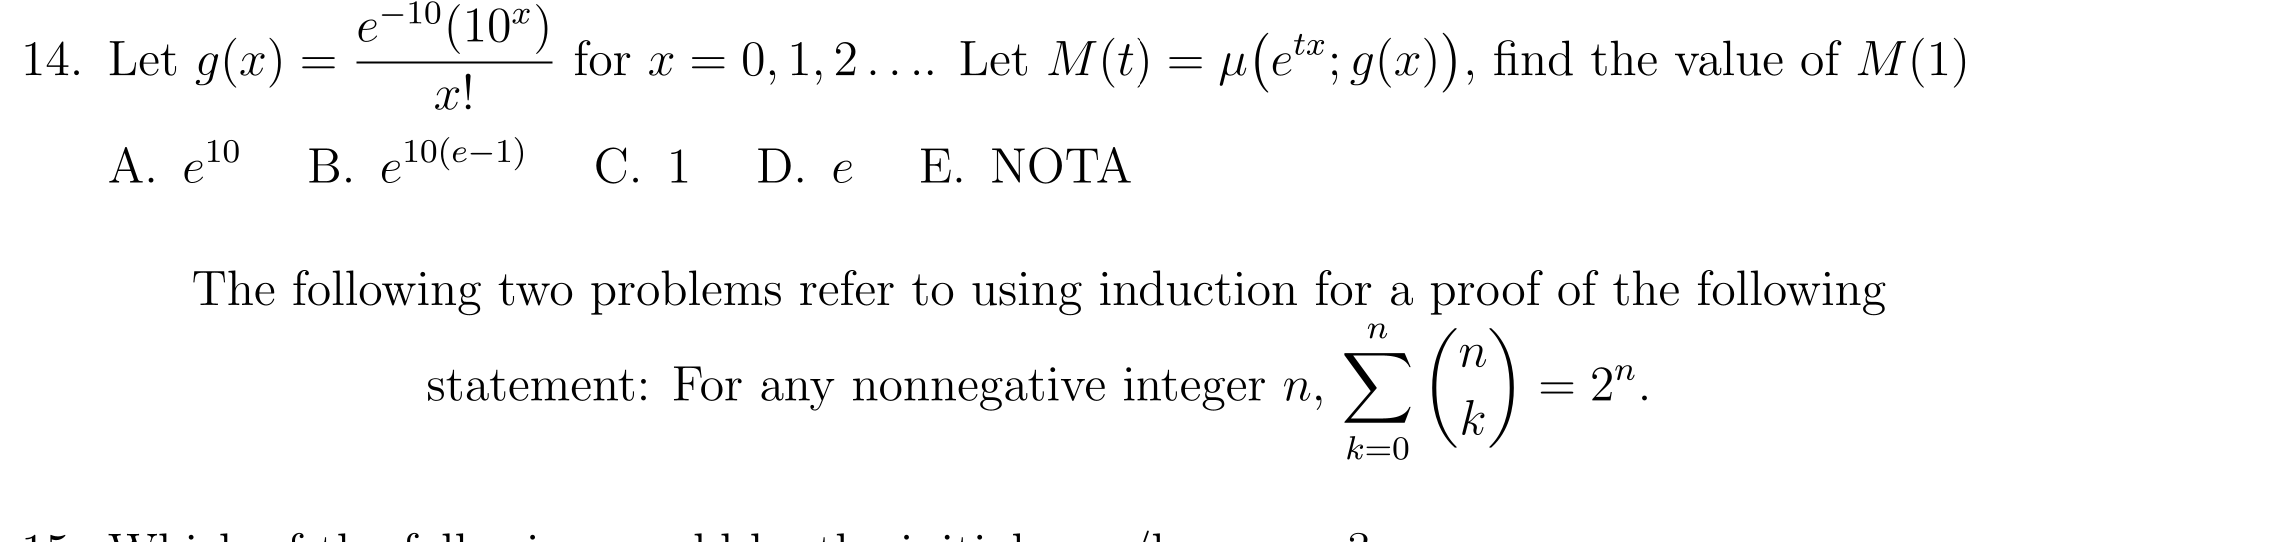 14. Let g(x) = e^{-10}(10^x) / x! for x = 0, 1, 2 . . . . Let M(t) = μ(e^{tx}; g(x)), find the value of M(1)
A. e^{10} B. e^{10(e−1)} C. 1 D. e E. NOTA
The following two problems refer to using induction for a proof of the following
statement: For any nonnegative integer n, \sum_{k=0}^{n} \binom{n}{k} = 2^n.